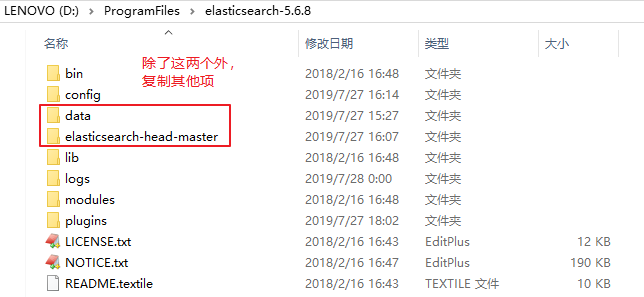 LENOVO (D:) > ProgramFiles > elasticsearch-5.6.8
名称 修改日期 类型 大小
除了这两个外，
复制其他项
bin 2018/2/16 16:48 文件夹
config 2019/7/27 16:14 文件夹
data 2019/7/27 15:27 文件夹
elasticsearch-head-master 2019/7/27 16:07 文件夹
lib 2018/2/16 16:48 文件夹
logs 2019/7/28 0:00 文件夹
modules 2018/2/16 16:48 文件夹
plugins 2019/7/27 18:02 文件夹
LICENSE.txt 2018/2/16 16:43 EditPlus 12 KB
NOTICE.txt 2018/2/16 16:47 EditPlus 190 KB
README.textile 2018/2/16 16:43 TEXTILE 文件 10 KB